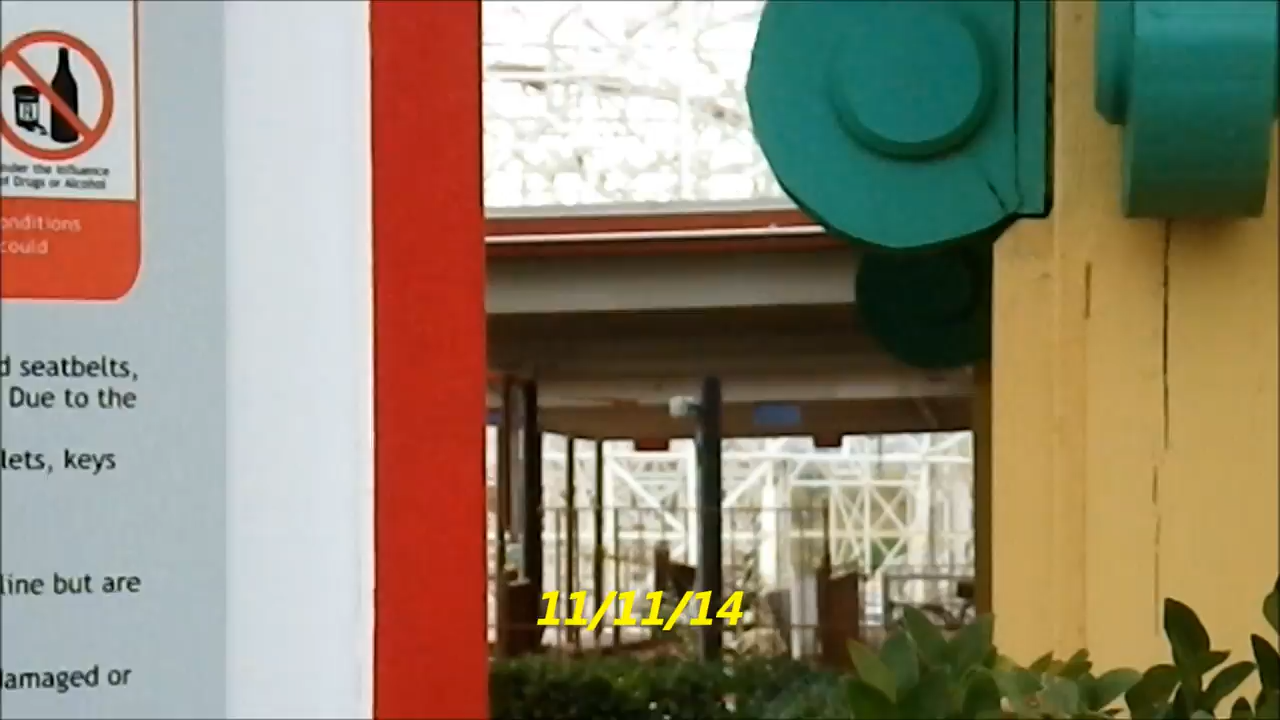 under the Influence
of Drugs or Alcohol
onditions
could
d seatbelts,
Due to the
lets, keys
line but are
damaged or
11/11/14